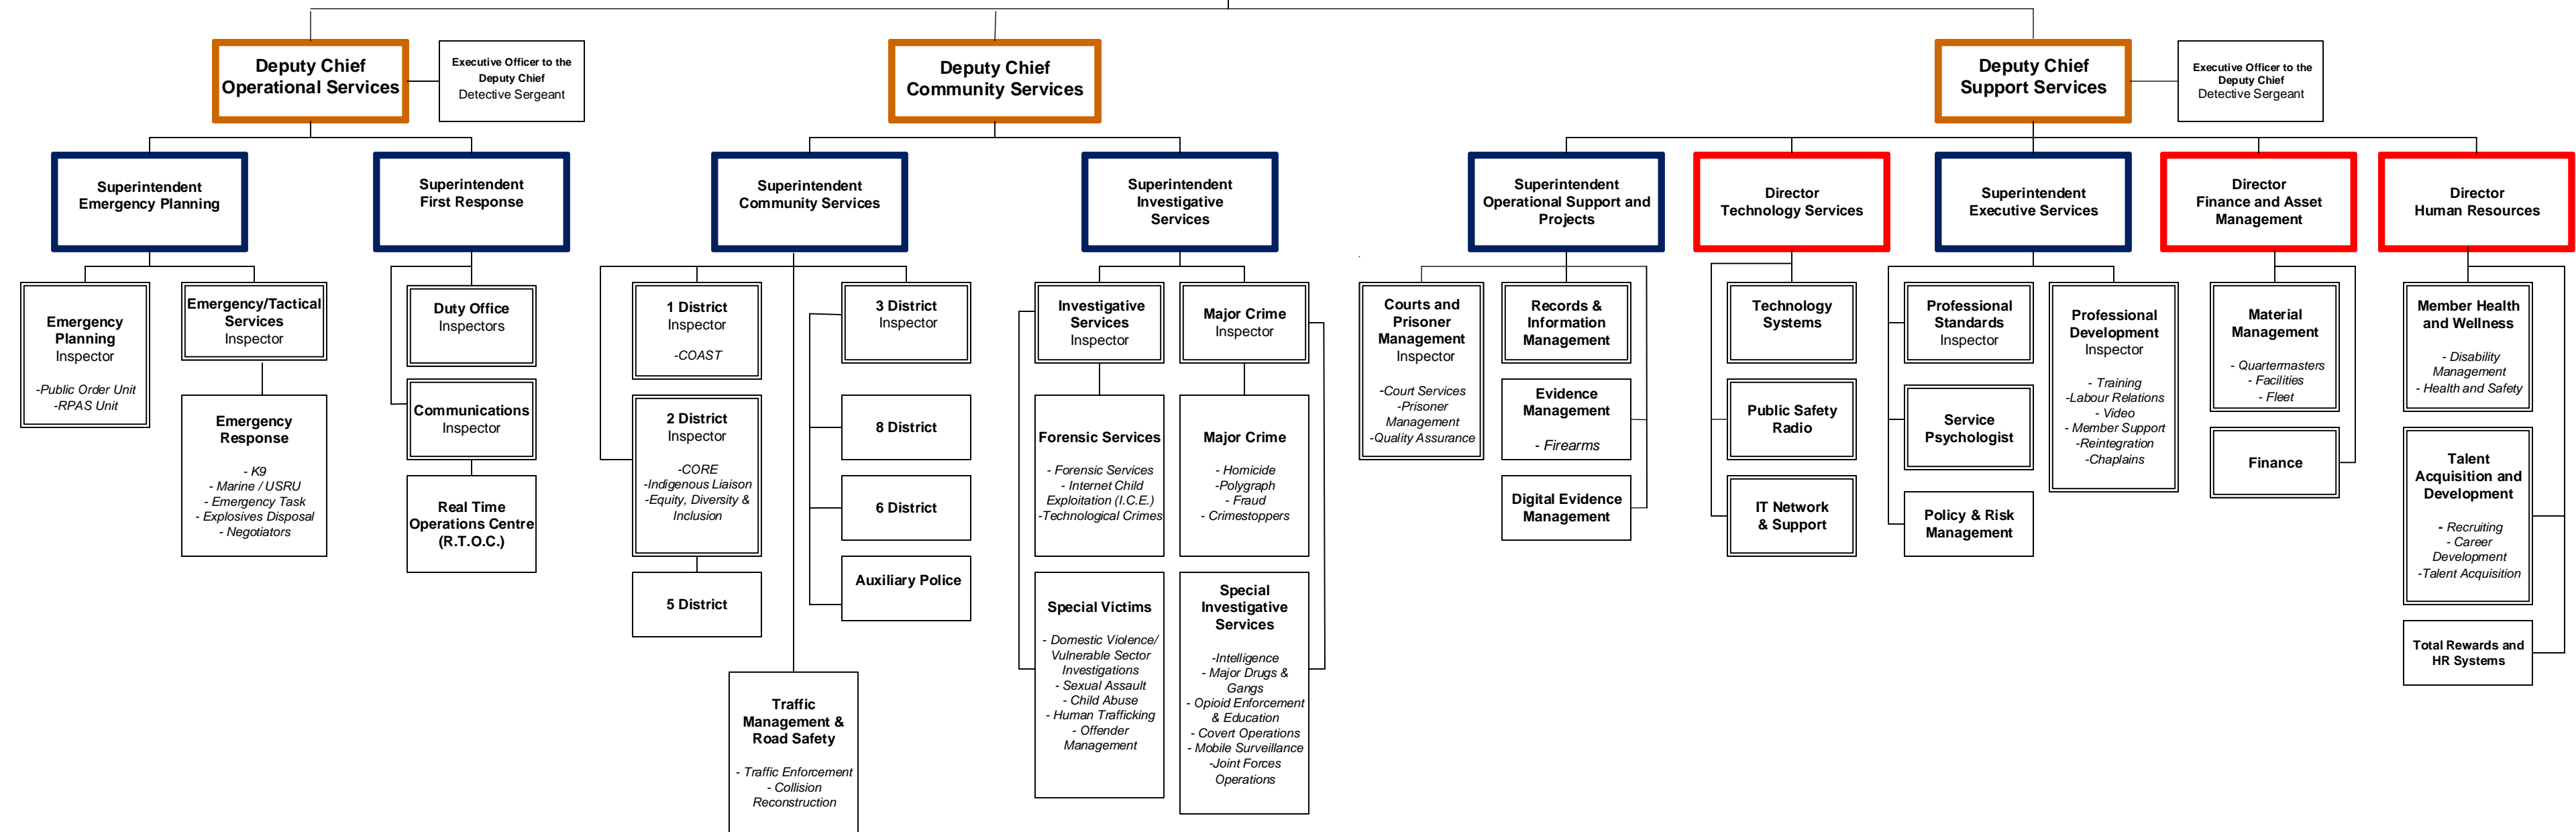 Deputy Chief
Operational Services
Executive Officer to the
Deputy Chief
Detective Sergeant
Deputy Chief
Community Services
Deputy Chief
Support Services
Executive Officer to the
Deputy Chief
Detective Sergeant
Superintendent
Emergency Planning
Superintendent
First Response
Superintendent
Community Services
Superintendent
Investigative
Services
Superintendent
Operational Support and
Projects
Director
Technology Services
Superintendent
Executive Services
Director
Finance and Asset
Management
Director
Human Resources
Emergency
Planning
Inspector
-Public Order Unit
-RPAS Unit
Emergency/Tactical
Services
Inspector
Emergency
Response
- K9
- Marine / USRU
- Emergency Task
- Explosives Disposal
- Negotiators
Duty Office
Inspectors
Communications
Inspector
Real Time
Operations Centre
(R.T.O.C.)
1 District
Inspector
-COAST
2 District
Inspector
-CORE
-Indigenous Liaison
-Equity, Diversity &
Inclusion
5 District
Traffic
Management &
Road Safety
- Traffic Enforcement
- Collision
Reconstruction
3 District
Inspector
8 District
6 District
Auxiliary Police
Investigative
Services
Inspector
Forensic Services
- Forensic Services
- Internet Child
Exploitation (I.C.E.)
-Technological Crimes
Special Victims
- Domestic Violence/
Vulnerable Sector
Investigations
- Sexual Assault
- Child Abuse
- Human Trafficking
- Offender
Management
Major Crime
Inspector
Major Crime
- Homicide
-Polygraph
- Fraud
- Crimestoppers
Special
Investigative
Services
-Intelligence
- Major Drugs &
Gangs
- Opioid Enforcement
& Education
- Covert Operations
- Mobile Surveillance
-Joint Forces
Operations
Courts and
Prisoner
Management
Inspector
-Court Services
-Prisoner
Management
-Quality Assurance
Records &
Information
Management
Evidence
Management
- Firearms
Digital Evidence
Management
Technology
Systems
Public Safety
Radio
IT Network
& Support
Professional
Standards
Inspector
Service
Psychologist
Policy & Risk
Management
Professional
Development
Inspector
- Training
-Labour Relations
- Video
- Member Support
-Reintegration
-Chaplains
Material
Management
- Quartermasters
- Facilities
- Fleet
Finance
Member Health
and Wellness
- Disability
Management
- Health and Safety
Talent
Acquisition and
Development
- Recruiting
- Career
Development
-Talent Acquisition
Total Rewards and
HR Systems